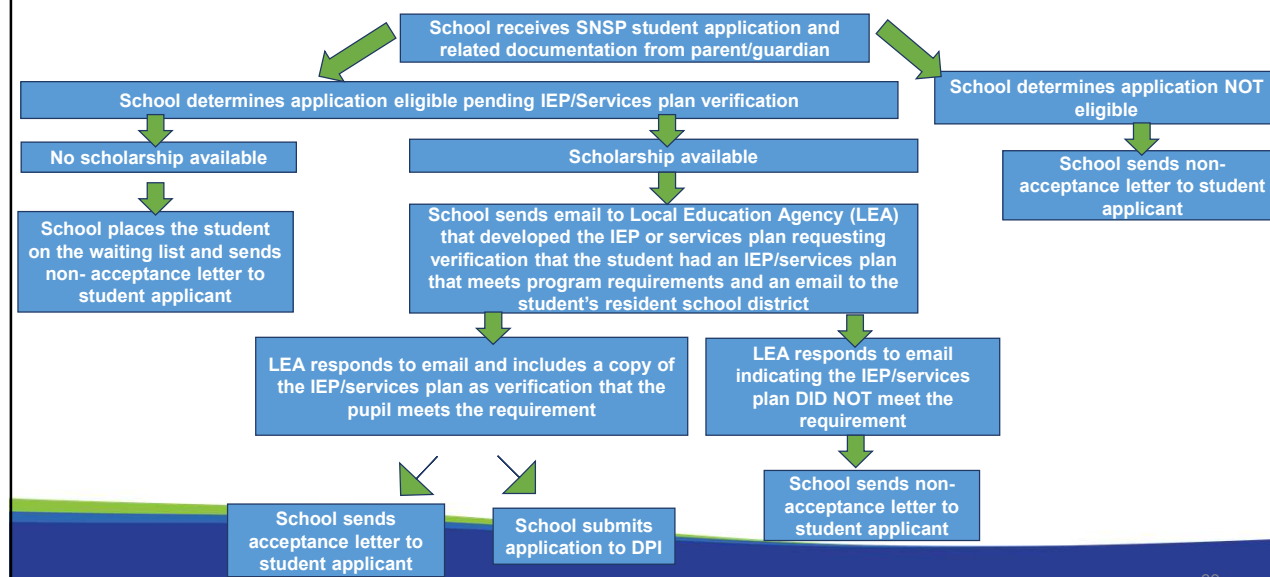 School receives SNSP student application and
related documentation from parent/guardian
School determines application eligible pending IEP/Services plan verification
School determines application NOT
eligible
No scholarship available
Scholarship available
School sends non-
acceptance letter to student
applicant
School places the student
on the waiting list and sends
non- acceptance letter to
student applicant
School sends email to Local Education Agency (LEA)
that developed the IEP or services plan requesting
verification that the student had an IEP/services plan
that meets program requirements and an email to the
student’s resident school district
LEA responds to email and includes a copy of
the IEP/services plan as verification that the
pupil meets the requirement
LEA responds to email
indicating the IEP/services
plan DID NOT meet the
requirement
School sends
acceptance letter to
student applicant
School submits
application to DPI
School sends non-
acceptance letter to
student applicant